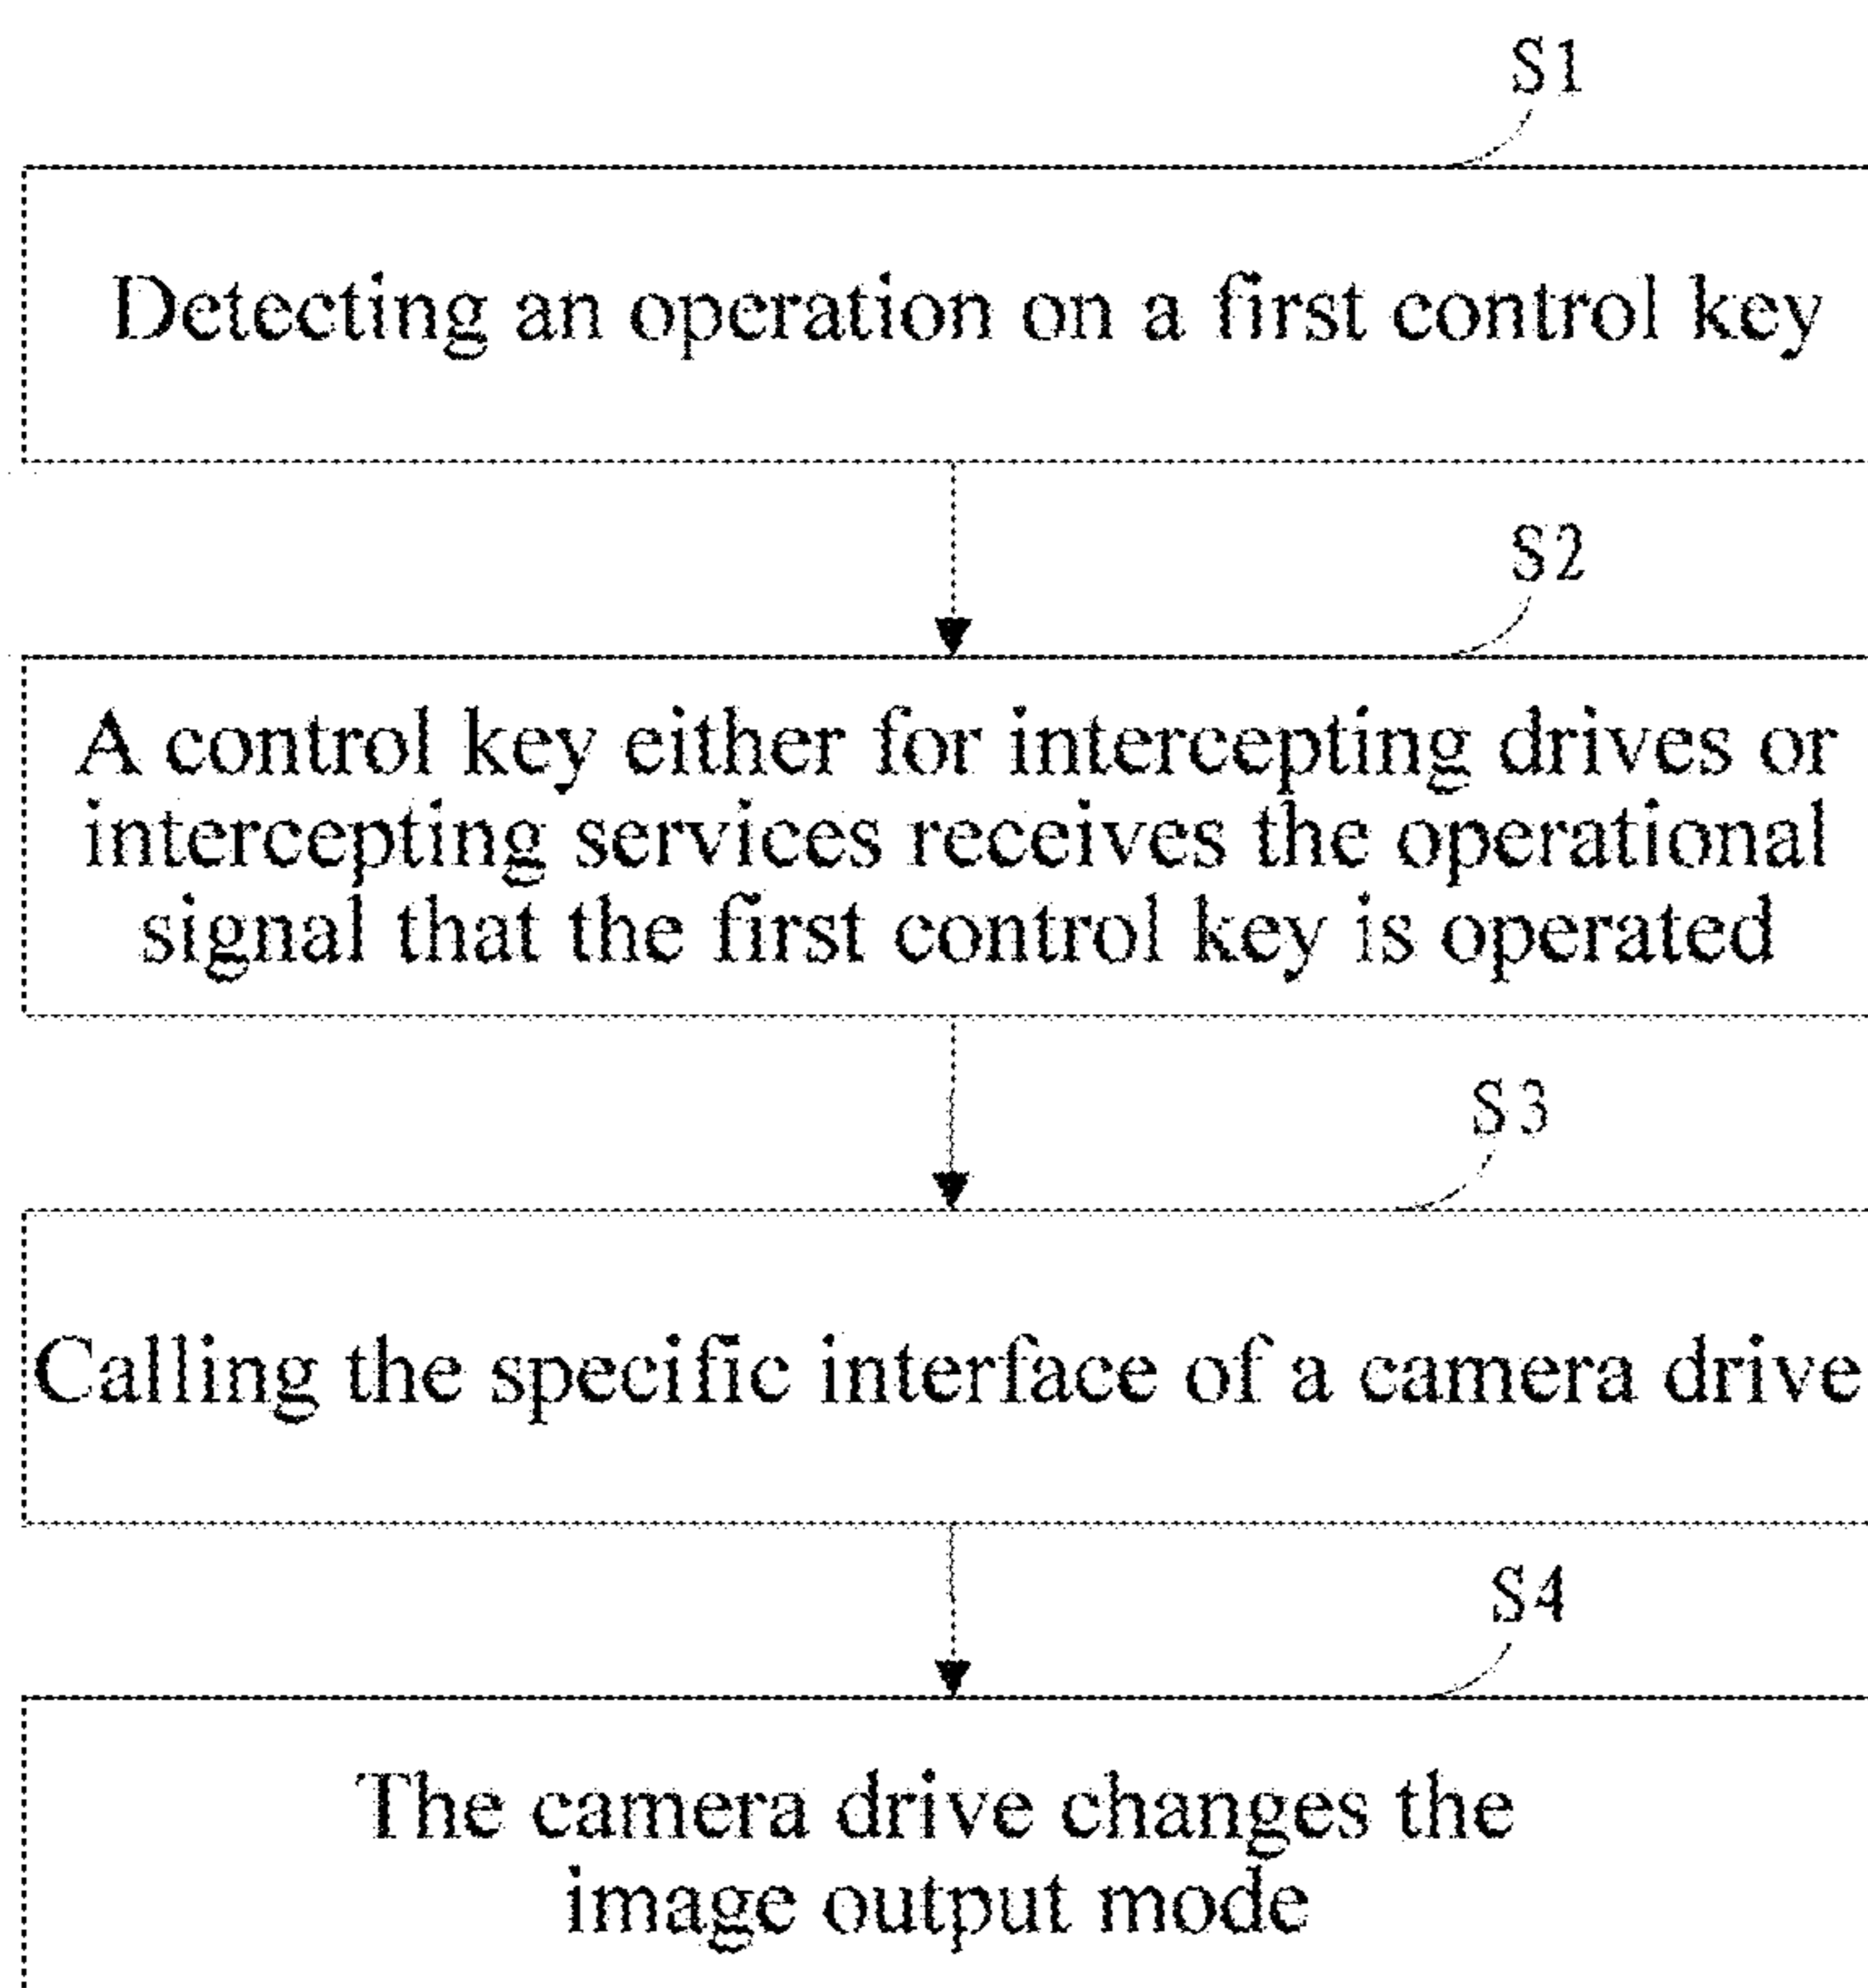 S1
Detecting an operation on a first control key
S2
A control key either for intercepting drives or
intercepting services receives the operational
signal that the first control key is operated
S3
Calling the specific interface of a camera drive
S4
The camera drive changes the
image output mode